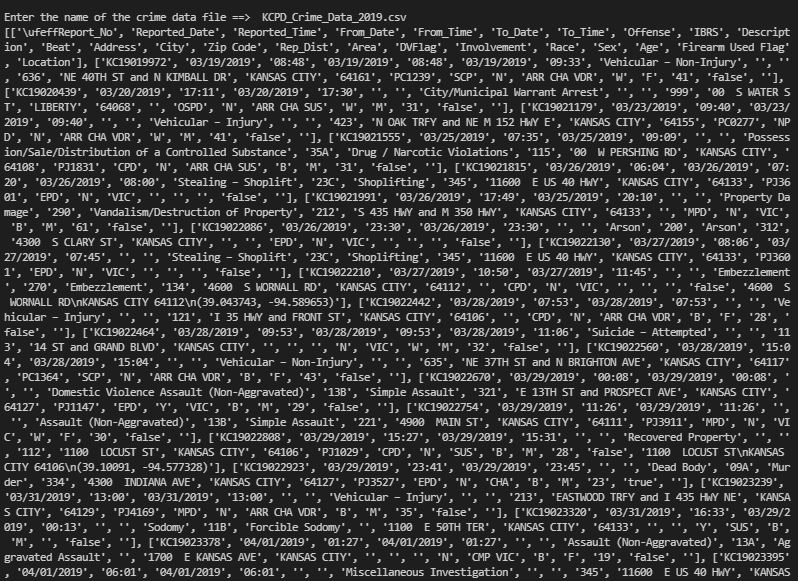 Enter the name of the crime data file ==>  KCPD_Crime_Data_2019.csv
[['\ufeffReport_No', 'Reported_Date', 'Reported_Time', 'From_Date', 'From_Time', 'To_Date', 'To_Time', 'Offense', 'IBRS', 'Descript
ion', 'Beat', 'Address', 'City', 'Zip Code', 'Rep_Dist', 'Area', 'DVFlag', 'Involvement', 'Race', 'Sex', 'Age', 'Firearm Used Flag'
, 'Location'], ['KC19019972', '03/19/2019', '08:48', '03/19/2019', '08:48', '03/19/2019', '09:33', 'Vehicular – Non-Injury', '', ''
, '636', 'NE 40TH ST and N KIMBALL DR', 'KANSAS CITY', '64161', 'PC1239', 'SCP', 'N', 'ARR CHA VDR', 'W', 'F', '41', 'false', ''],
['KC19020439', '03/20/2019', '17:11', '03/20/2019', '17:30', '', '', 'City/Municipal Warrant Arrest', '', '', '999', '00  S WATER S
T', 'LIBERTY', '64068', '', 'OSPD', 'N', 'ARR CHA SUS', 'W', 'M', '31', 'false', ''], ['KC19021179', '03/23/2019', '09:40', '03/23/
2019', '09:40', '', '', 'Vehicular – Injury', '', '', '423', 'N OAK TRFY and NE M 152 HWY E', 'KANSAS CITY', '64155', 'PC0277', 'NP
D', 'N', 'ARR CHA VDR', 'W', 'M', '41', 'false', ''], ['KC19021555', '03/25/2019', '07:35', '03/25/2019', '09:09', '', '', 'Possess
ion/Sale/Distribution of a Controlled Substance', '35A', 'Drug / Narcotic Violations', '115', '00  W PERSHING RD', 'KANSAS CITY', '
64108', 'PJ1831', 'CPD', 'N', 'ARR CHA SUS', 'B', 'M', '31', 'false', ''], ['KC19021815', '03/26/2019', '06:04', '03/26/2019', '07:
20', '03/26/2019', '08:00', 'Stealing – Shoplift', '23C', 'Shoplifting', '345', '11600  E US 40 HWY', 'KANSAS CITY', '64133', 'PJ36
01', 'EPD', 'N', 'VIC', '', '', '', 'false', ''], ['KC19021991', '03/26/2019', '17:49', '03/25/2019', '20:10', '', '', 'Property Da
mage', '290', 'Vandalism/Destruction of Property', '212', 'S 435 HWY and M 350 HWY', 'KANSAS CITY', '64133', '', 'MPD', 'N', 'VIC',
'B', 'M', '61', 'false', ''], ['KC19022086', '03/26/2019', '23:30', '03/26/2019', '23:30', '', '', 'Arson', '200', 'Arson', '312',
'4300  S CLARY ST', 'KANSAS CITY', '', '', 'EPD', 'N', 'VIC', '', '', '', 'false', ''], ['KC19022130', '03/27/2019', '08:06', '03/
27/2019', '07:45', '', '', 'Stealing – Shoplift', '23C', 'Shoplifting', '345', '11600  E US 40 HWY', 'KANSAS CITY', '64133', 'PJ360
1', 'EPD', 'N', 'VIC', '', '', '', 'false', ''], ['KC19022210', '03/27/2019', '10:50', '03/27/2019', '11:45', '', '', 'Embezzlement
', '270', 'Embezzlement', '134', '4600  S WORNALL RD', 'KANSAS CITY', '64112', '', 'CPD', 'N', 'VIC', '', '', '', 'false', '4600  S
WORNALL RD\nKANSAS CITY 64112\n(39.043743, -94.589653)'], ['KC19022442', '03/28/2019', '07:53', '03/28/2019', '07:53', '', '', 'Ve
hicular – Injury', '', '', '121', 'I 35 HWY and FRONT ST', 'KANSAS CITY', '64106', '', 'CPD', 'N', 'ARR CHA VDR', 'B', 'F', '28', '
false', ''], ['KC19022464', '03/28/2019', '09:53', '03/28/2019', '09:53', '03/28/2019', '11:06', 'Suicide – Attempted', '', '', '11
3', '14 ST and GRAND BLVD', 'KANSAS CITY', '', '', '', 'N', 'VIC', 'W', 'M', '32', 'false', ''], ['KC19022560', '03/28/2019', '15:0
4', '03/28/2019', '15:04', '', '', 'Vehicular – Non-Injury', '', '', '635', 'NE 37TH ST and N BRIGHTON AVE', 'KANSAS CITY', '64117'
, 'PC1364', 'SCP', 'N', 'ARR CHA VDR', 'B', 'F', '43', 'false', ''], ['KC19022670', '03/29/2019', '00:08', '03/29/2019', '00:08', '
', '', 'Domestic Violence Assault (Non-Aggravated)', '13B', 'Simple Assault', '321', 'E 13TH ST and PROSPECT AVE', 'KANSAS CITY', '
64127', 'PJ1147', 'EPD', 'Y', 'VIC', 'B', 'M', '29', 'false', ''], ['KC19022754', '03/29/2019', '11:26', '03/29/2019', '11:26', '',
'', 'Assault (Non-Aggravated)', '13B', 'Simple Assault', '221', '4900  MAIN ST', 'KANSAS CITY', '64111', 'PJ3911', 'MPD', 'N', 'VI
C', 'W', 'F', '30', 'false', ''], ['KC19022808', '03/29/2019', '15:27', '03/29/2019', '15:31', '', '', 'Recovered Property', '', ''
, '112', '1100  LOCUST ST', 'KANSAS CITY', '64106', 'PJ1029', 'CPD', 'N', 'SUS', 'B', 'M', '28', 'false', '1100  LOCUST ST\nKANSAS
CITY 64106\n(39.10091, -94.577328)'], ['KC19022923', '03/29/2019', '23:41', '03/29/2019', '23:45', '', '', 'Dead Body', '09A', 'Mur
der', '334', '4300  INDIANA AVE', 'KANSAS CITY', '64127', 'PJ3527', 'EPD', 'N', 'CHA', 'B', 'M', '23', 'true', ''], ['KC19023239',
'03/31/2019', '13:00', '03/31/2019', '13:00', '', '', 'Vehicular – Injury', '', '', '213', 'EASTWOOD TRFY and I 435 HWY NE', 'KANSA
S CITY', '64129', 'PJ4169', 'MPD', 'N', 'ARR CHA VDR', 'B', 'M', '35', 'false', ''], ['KC19023320', '03/31/2019', '16:33', '03/29/2
019', '00:13', '', '', 'Sodomy', '11B', 'Forcible Sodomy', '', '1100  E 50TH TER', 'KANSAS CITY', '64133', '', '', 'Y', 'SUS', 'B',
'M', '', 'false', ''], ['KC19023378', '04/01/2019', '01:27', '04/01/2019', '01:27', '', '', 'Assault (Non-Aggravated)', '13A', 'Ag
gravated Assault', '', '1700  E KANSAS AVE', 'KANSAS CITY', '', '', '', 'N', 'CMP VIC', 'B', 'F', '19', 'false', ''], ['KC19023395'
, '04/01/2019', '06:01', '04/01/2019', '06:01', '', '', 'Miscellaneous Investigation', '', '', '345', '11600  E US 40 HWY', 'KANSAS